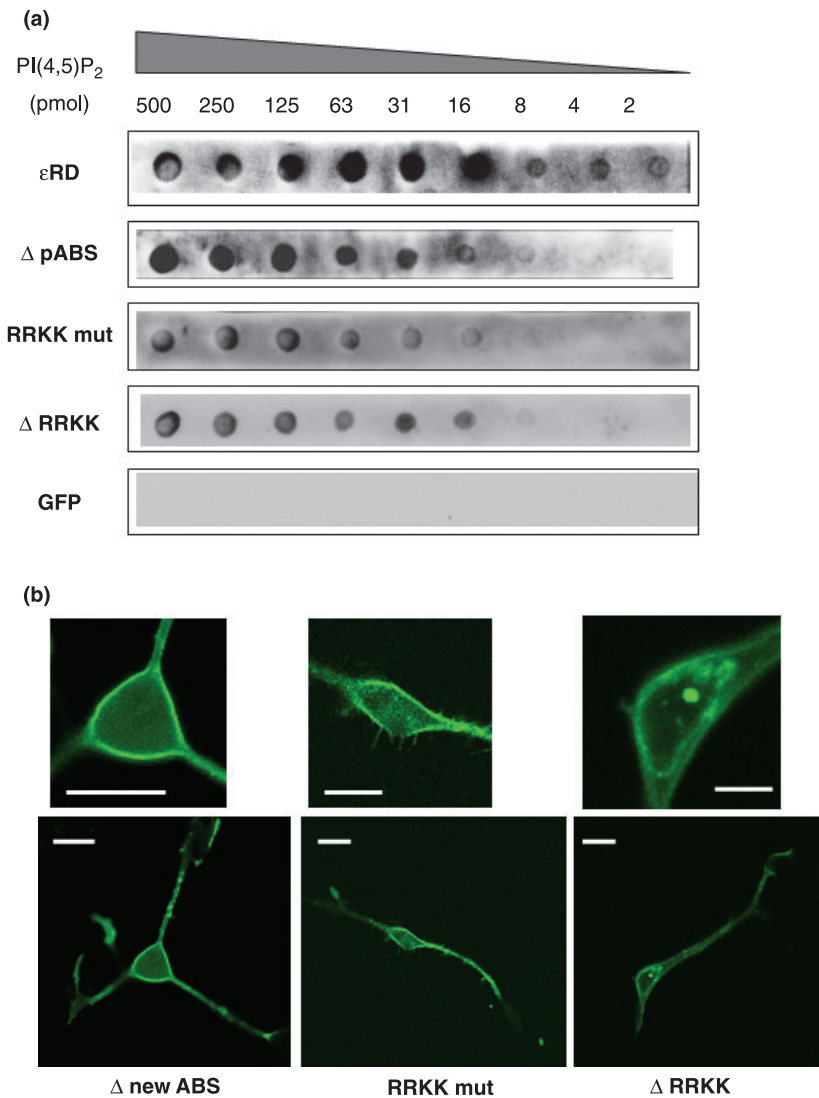 (a)
PI(4,5)P₂
(pmol) 500 250 125 63 31 16 8 4 2
εRD
Δ pABS
RRKK mut
Δ RRKK
GFP
(b)
Δ new ABS RRKK mut Δ RRKK